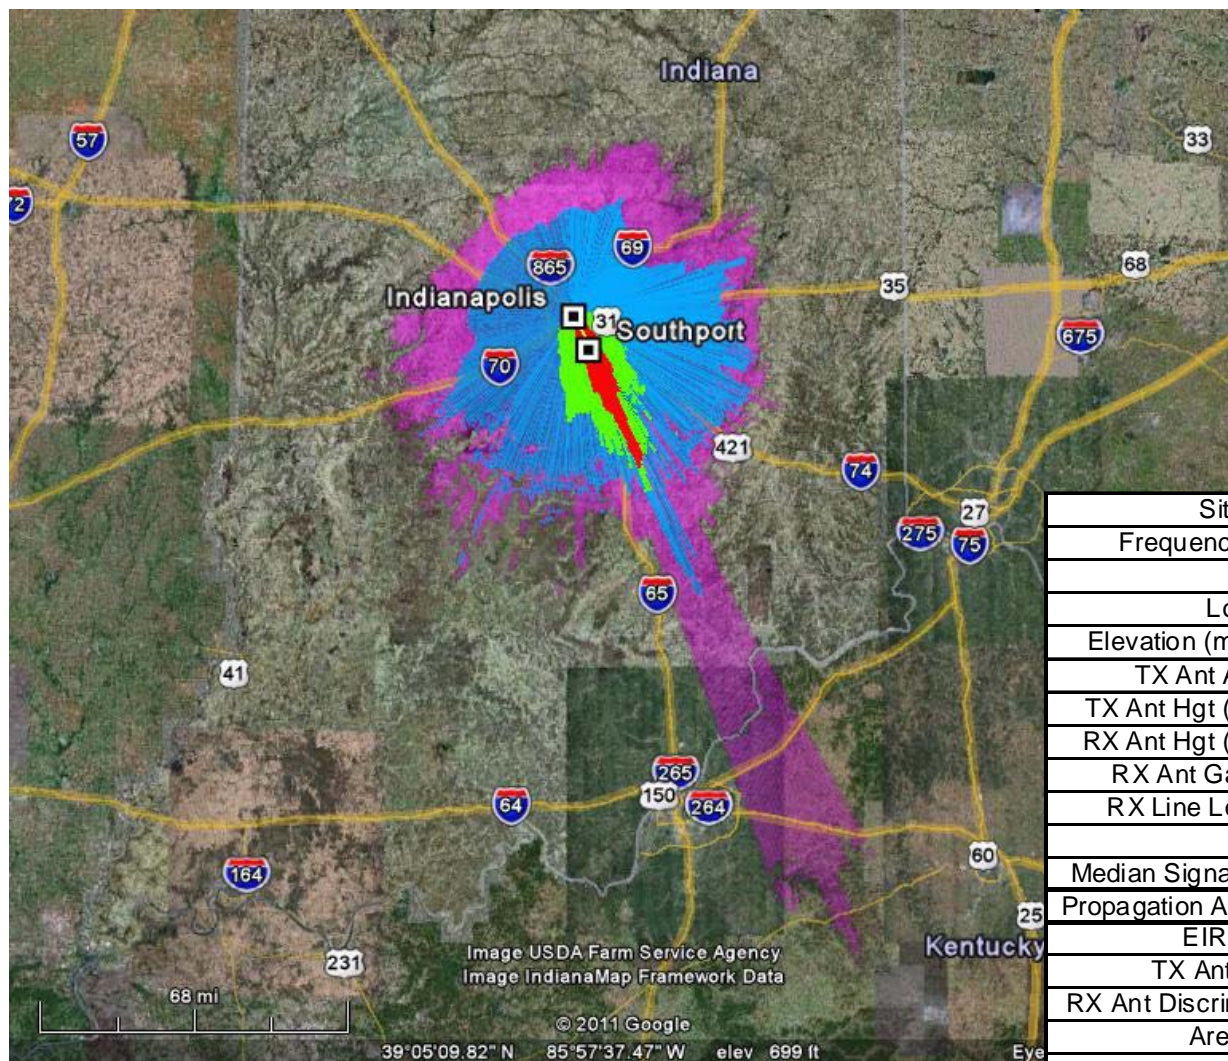 Indiana
57
33
72
69
865
68
35
Indianapolis
31
Southport
675
70
421
74
27
275
75
65
41
265
150
264
64
60
164
25
Kentucky
231
Image USDA Farm Service Agency
Image IndianaMap Framework Data
68 mi
© 2011 Google
39°05'09.82" N 85°57'37.47" W elev 699 ft Eye
Sit
Frequenc
Lo
Elevation (m
TX Ant A
TX Ant Hgt (
RX Ant Hgt (
RX Ant Ga
RX Line Lo
Median Signa
Propagation A
EIR
TX Ant
RX Ant Discrin
Are